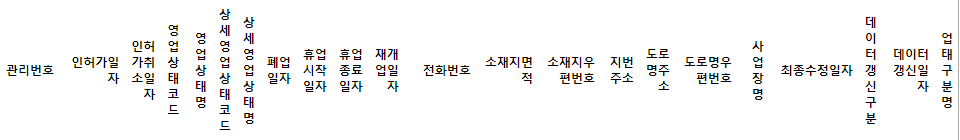 관리번호
인허가일자
인허가취소일자
영업상태코드
영업상태명
상세영업상태코드
상세영업상태명
폐업일자
휴업시작일자
휴업종료일자
재개업일자
전화번호
소재지면적
소재지우편번호
지번주소
도로명주소
도로명우편번호
사업장명
최종수정일자
데이터갱신구분
데이터갱신일자
업태구분명